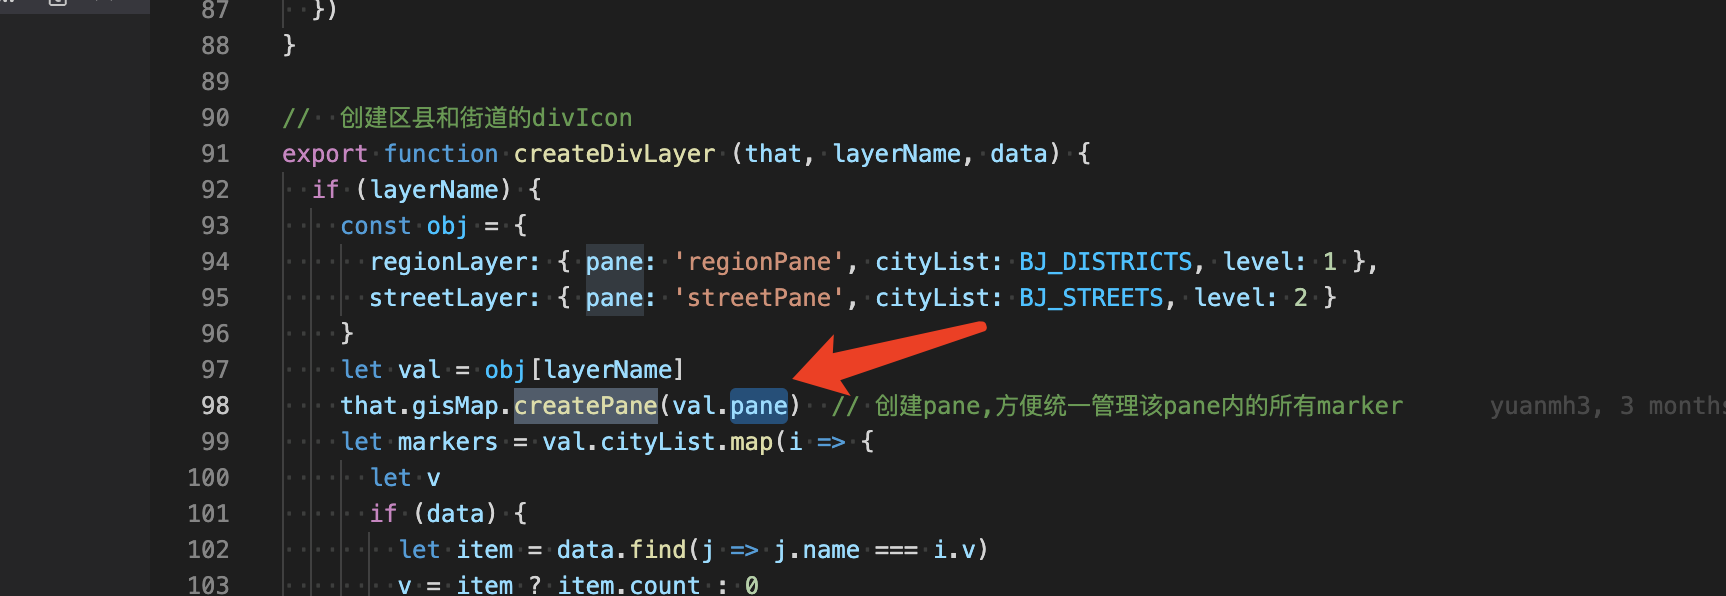 87 })
88 }
89
90 // 创建区县和街道的divIcon
91 export function createDivLayer (that, layerName, data) {
92 if (layerName) {
93 const obj = {
94 regionLayer: { pane: 'regionPane', cityList: BJ_DISTRICTS, level: 1 },
95 streetLayer: { pane: 'streetPane', cityList: BJ_STREETS, level: 2 }
96 }
97 let val = obj[layerName]
98 that.gisMap.createPane(val.pane) // 创建pane,方便统一管理该pane内的所有marker yuanmh3, 3 months
99 let markers = val.cityList.map(i => {
100 let v
101 if (data) {
102 let item = data.find(j => j.name === i.v)
103 v = item ? item.count : 0